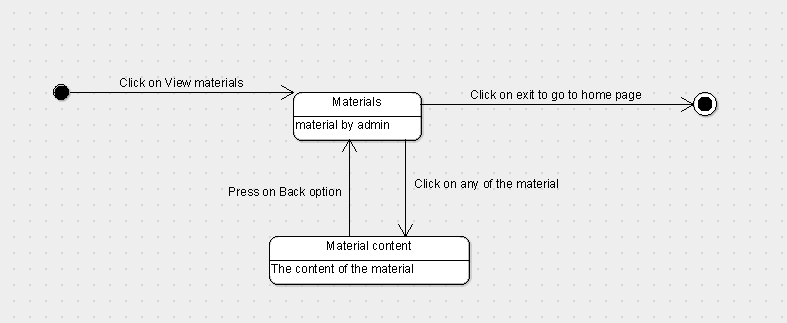 Click on View materials
Materials
material by admin
Click on exit to go to home page
Press on Back option
Click on any of the material
Material content
The content of the material